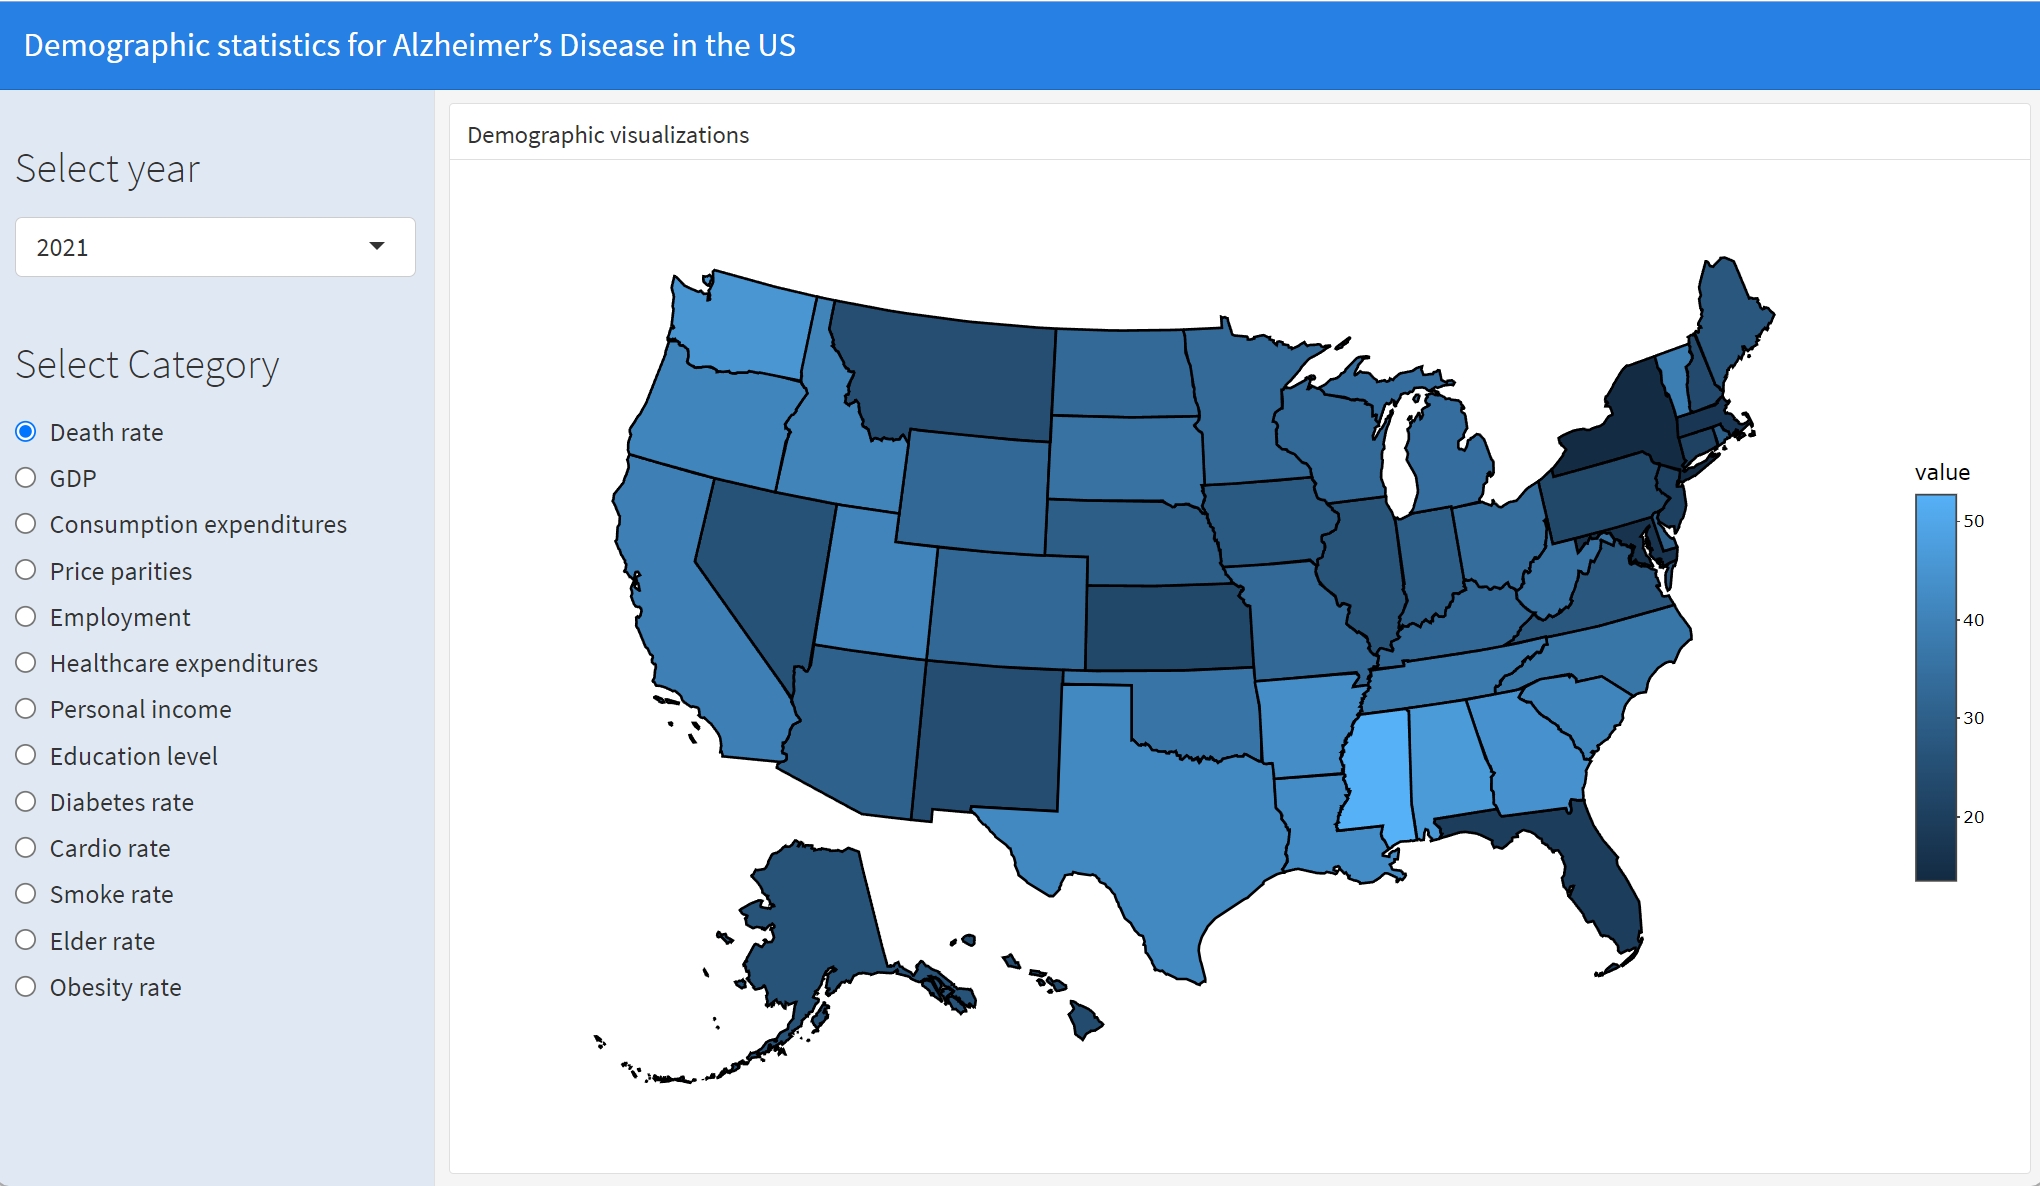 Demographic statistics for Alzheimer’s Disease in the US
Select year
2021
Select Category
Death rate
GDP
Consumption expenditures
Price parities
Employment
Healthcare expenditures
Personal income
Education level
Diabetes rate
Cardio rate
Smoke rate
Elder rate
Obesity rate
Demographic visualizations
value
50
40
30
20